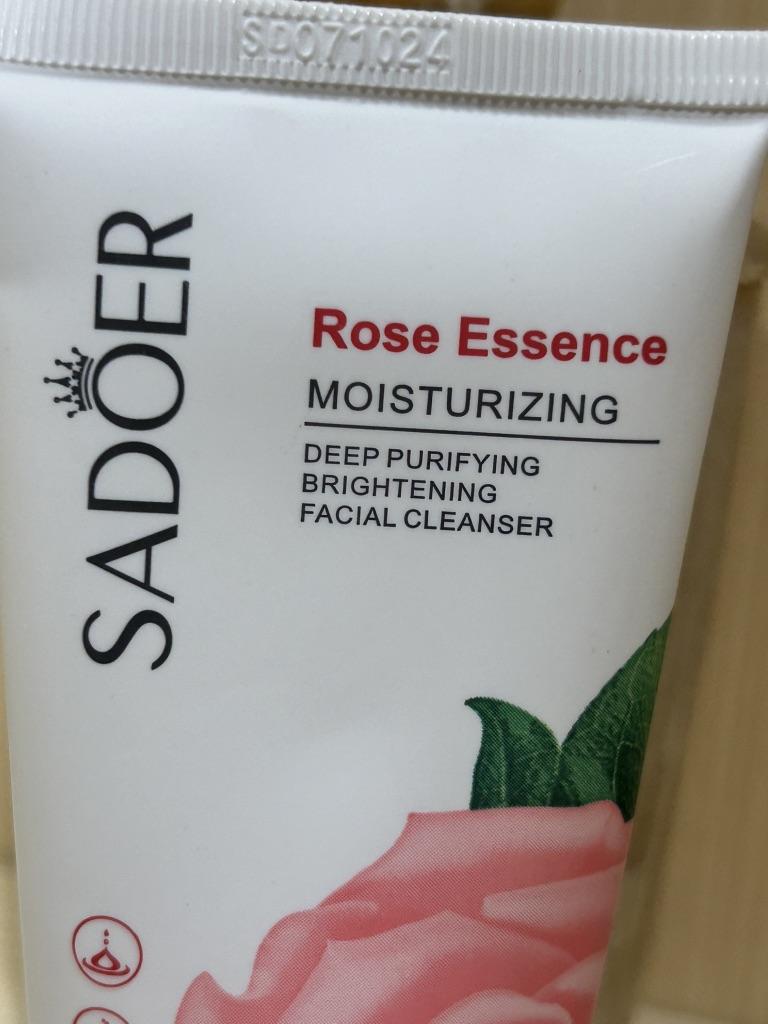 SD071024
SADOER
Rose Essence
MOISTURIZING
DEEP PURIFYING
BRIGHTENING
FACIAL CLEANSER